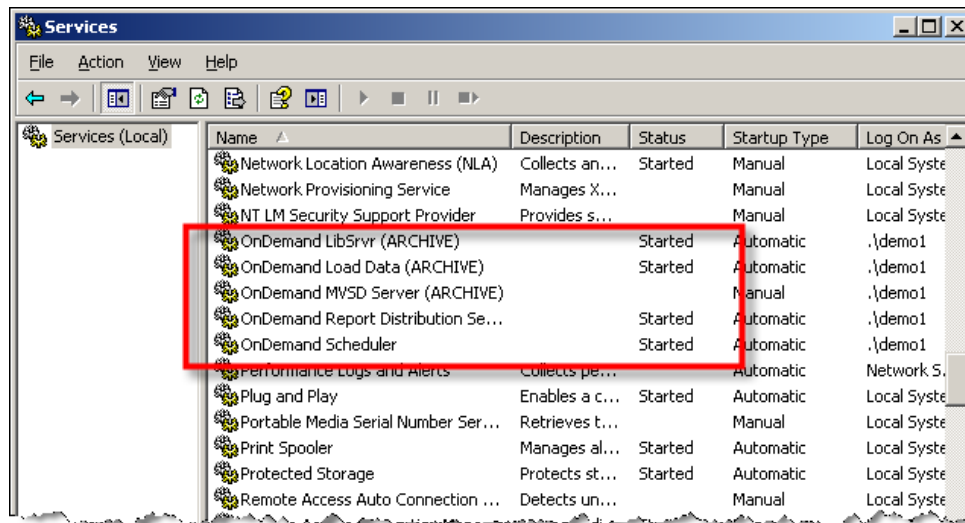 Services
File Action View Help
Services (Local)
Name Description Status Startup Type Log On As
Network Location Awareness (NLA) Collects an... Started Manual Local Syste
Network Provisioning Service Manages X... Manual Local Syste
NT LM Security Support Provider Provides s... Manual Local Syste
OnDemand LibSrvr (ARCHIVE) Started Automatic .\demo1
OnDemand Load Data (ARCHIVE) Started Automatic .\demo1
OnDemand MVSD Server (ARCHIVE) Manual .\demo1
OnDemand Report Distribution Se... Started Automatic .\demo1
OnDemand Scheduler Started Automatic .\demo1
Performance Logs and Alerts Collects pe... Automatic Network S.
Plug and Play Enables a c... Started Automatic Local Syste
Portable Media Serial Number Ser... Retrieves t... Manual Local Syste
Print Spooler Manages al... Started Automatic Local Syste
Protected Storage Protects st... Started Automatic Local Syste
Remote Access Auto Connection ... Detects un... Manual Local Syste